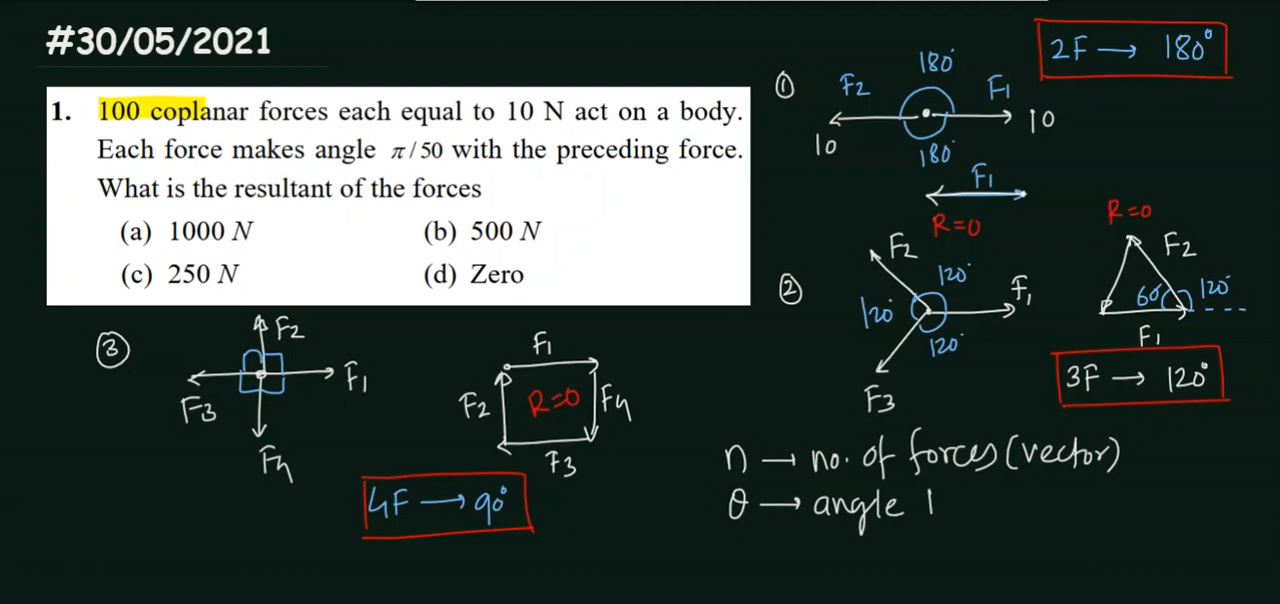 #30/05/2021
1. 100 coplanar forces each equal to 10 N act on a body.
Each force makes angle π/50 with the preceding force.
What is the resultant of the forces
(a) 1000 N (b) 500 N
(c) 250 N (d) Zero
①
180°
F2 F1
10 10
180°
F1
R=0
2F → 180°
②
F2
120°
F1
120°
120°
F3
R=0
F2
60° 120°
F1
3F → 120°
③
F2
F1
F3
F4
F1
F2 R=0 F4
F3
4F → 90°
n → no. of forces (vector)
θ → angle